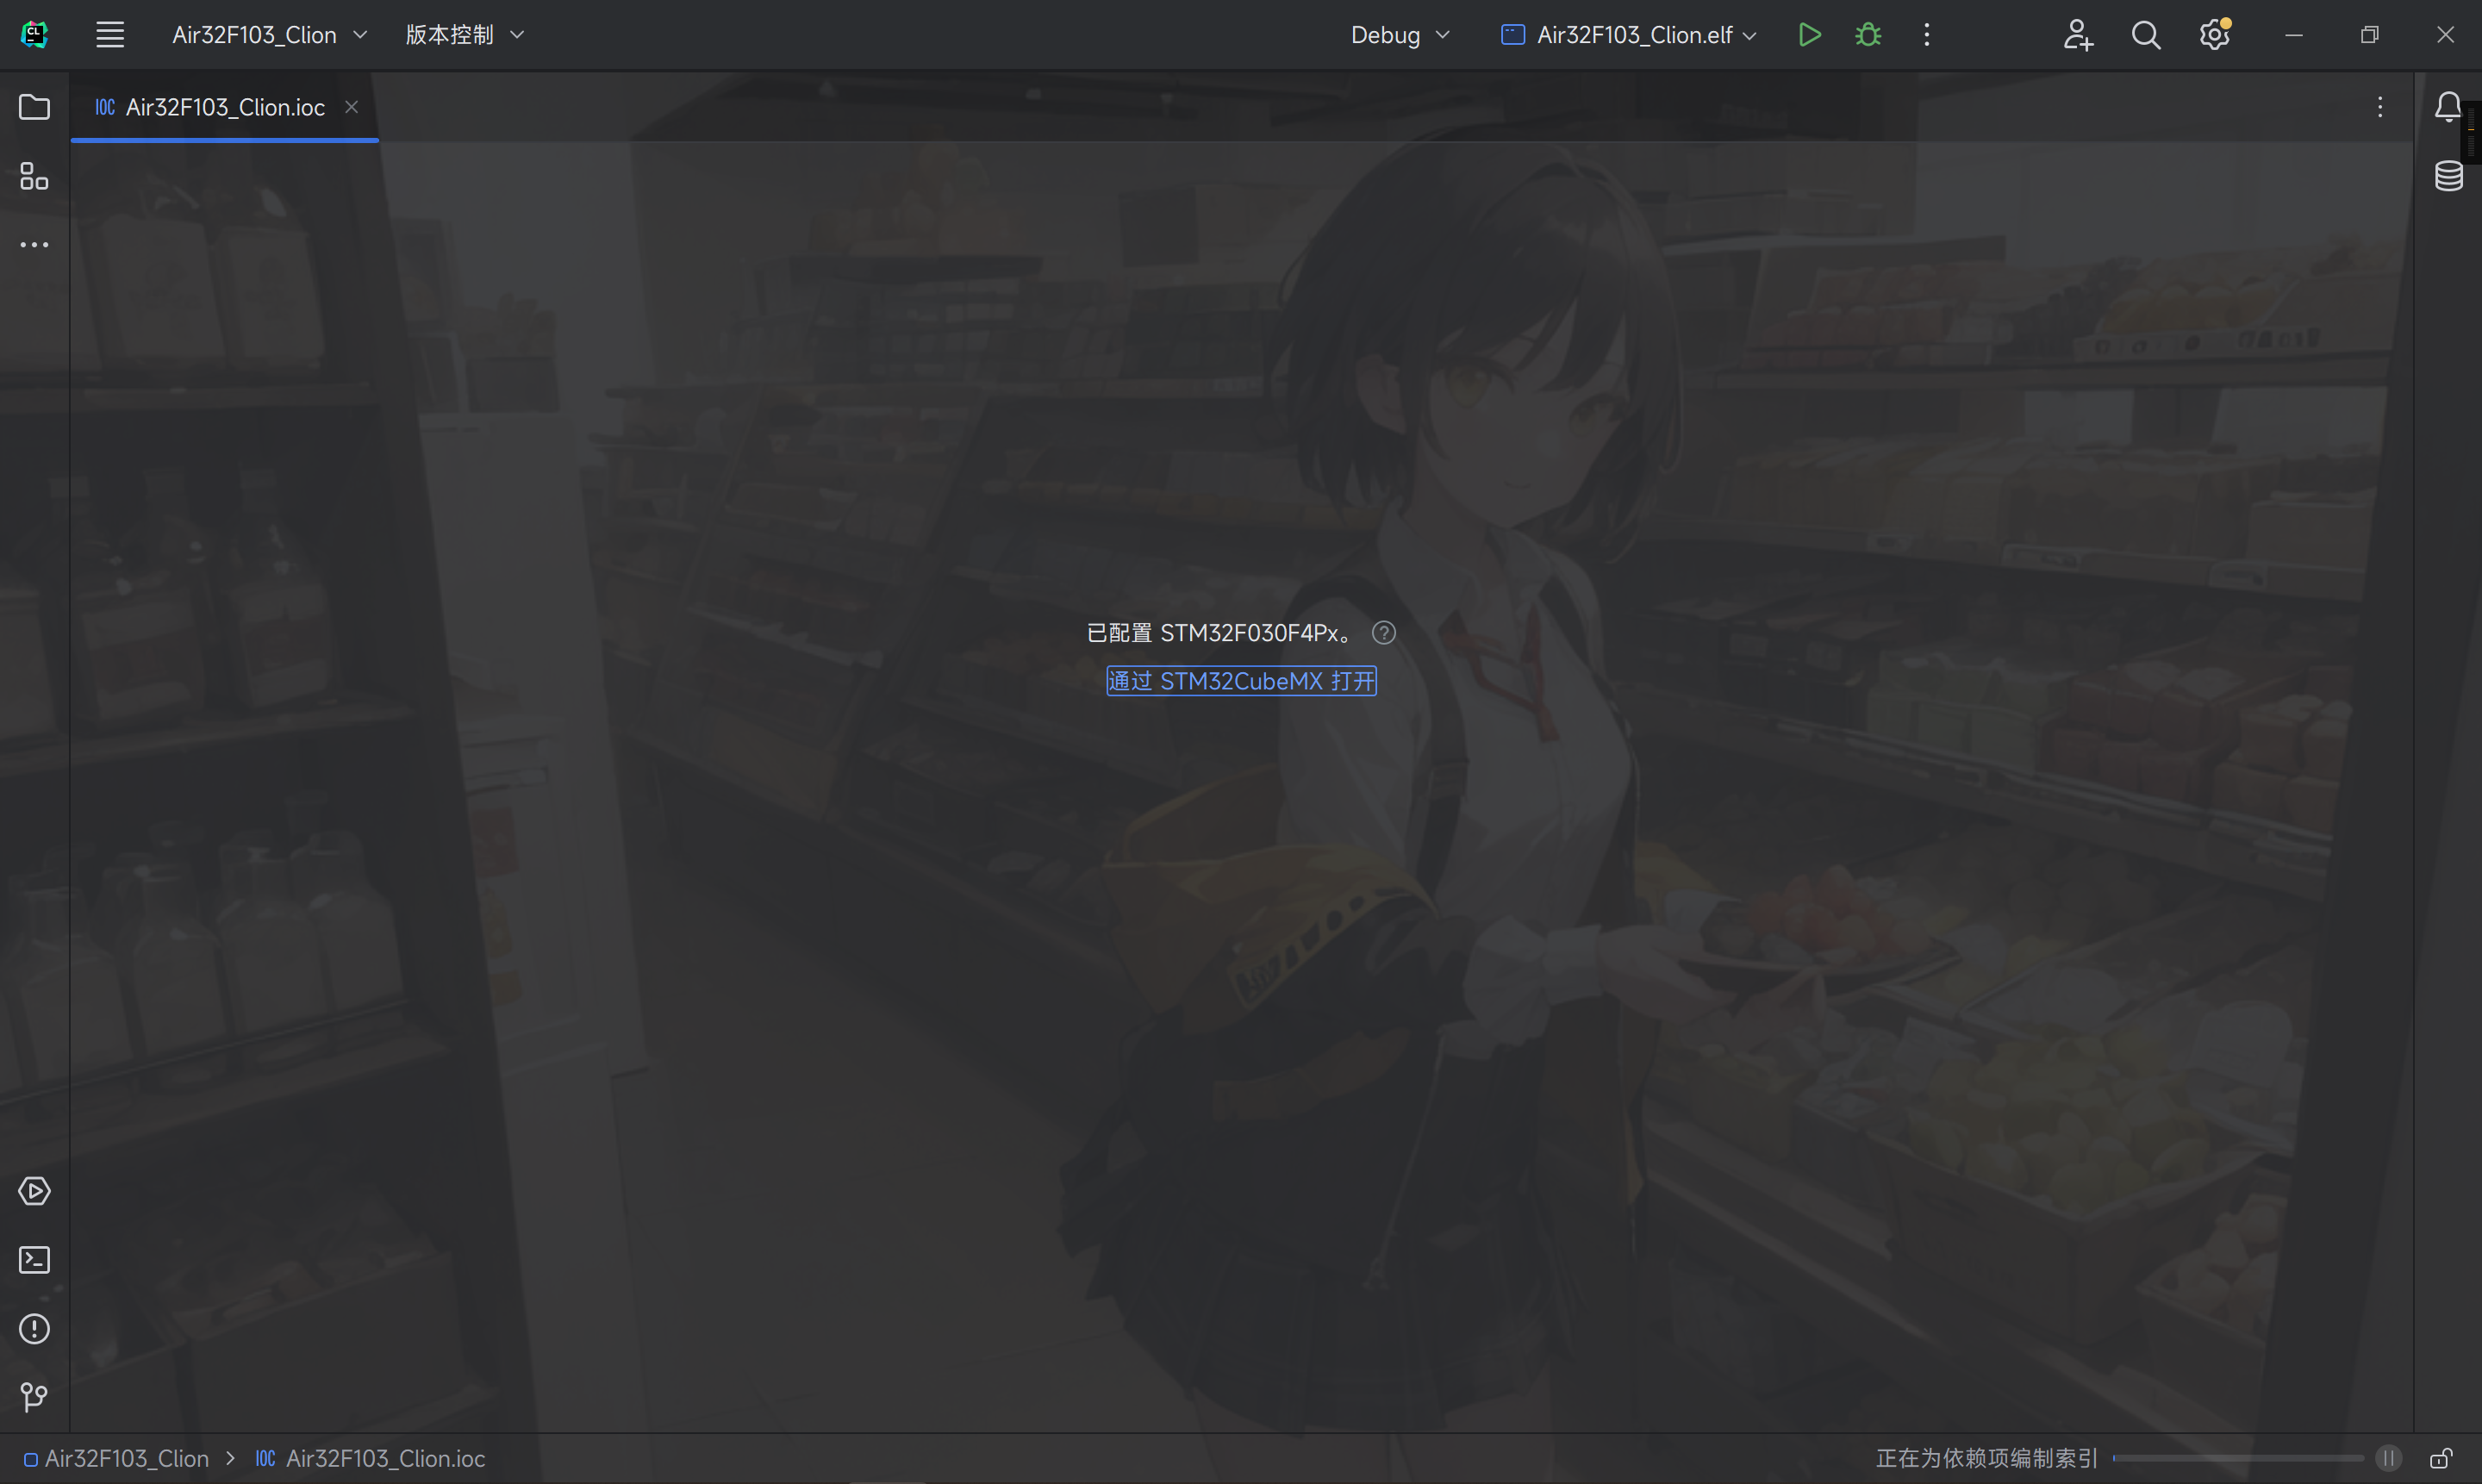 CL
Air32F103_Clion
版本控制
Debug
Air32F103_Clion.elf
IOC Air32F103_Clion.ioc
已配置 STM32F030F4Px。 ?
通过 STM32CubeMX 打开
Air32F103_Clion > IOC Air32F103_Clion.ioc
正在为依赖项编制索引